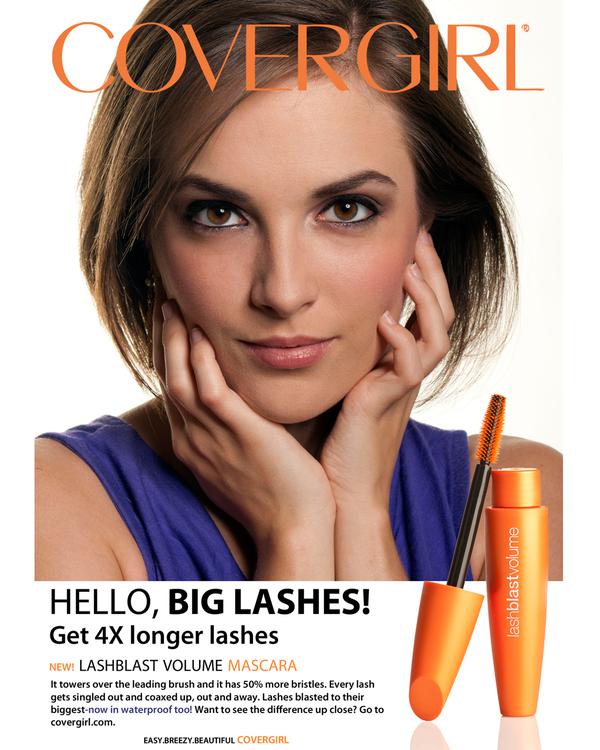 COVERGIRL®
lashblastvolume
HELLO, BIG LASHES!
Get 4X longer lashes
NEW! LASHBLAST VOLUME MASCARA
It towers over the leading brush and it has 50% more bristles. Every lash
gets singled out and coaxed up, out and away. Lashes blasted to their
biggest-now in waterproof too! Want to see the difference up close? Go to
covergirl.com.
EASY.BREEZY.BEAUTIFUL COVERGIRL